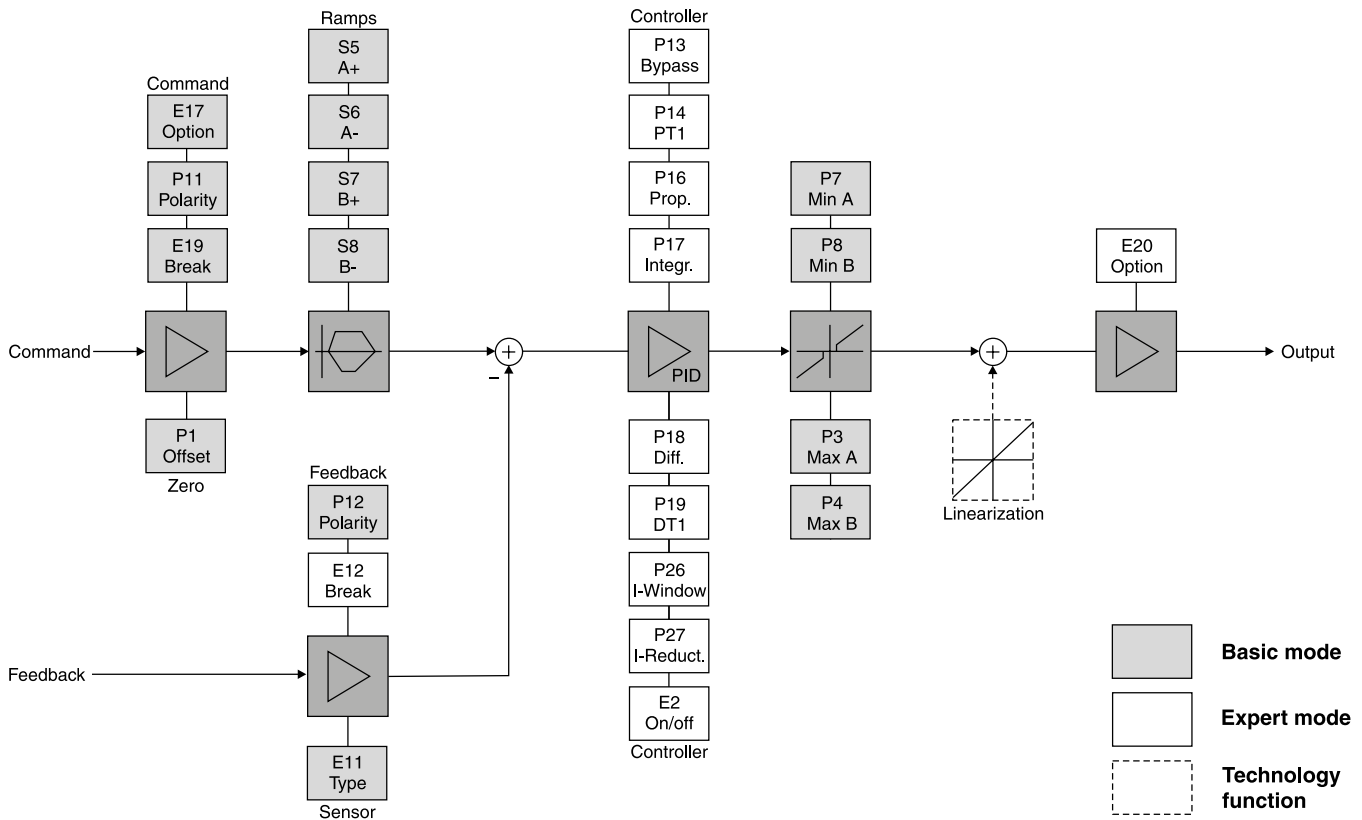 Ramps
S5
A+
S6
A-
S7
B+
S8
B-
Command
E17
Option
P11
Polarity
E19
Break
Command
P1
Offset
Zero
Feedback
P12
Polarity
E12
Break
Feedback
E11
Type
Sensor
+
–
Controller
P13
Bypass
P14
PT1
P16
Prop.
P17
Integr.
PID
P18
Diff.
P19
DT1
P26
I-Window
P27
I-Reduct.
E2
On/off
Controller
P7
Min A
P8
Min B
P3
Max A
P4
Max B
+
Linearization
E20
Option
Output
Basic mode
Expert mode
Technology
function